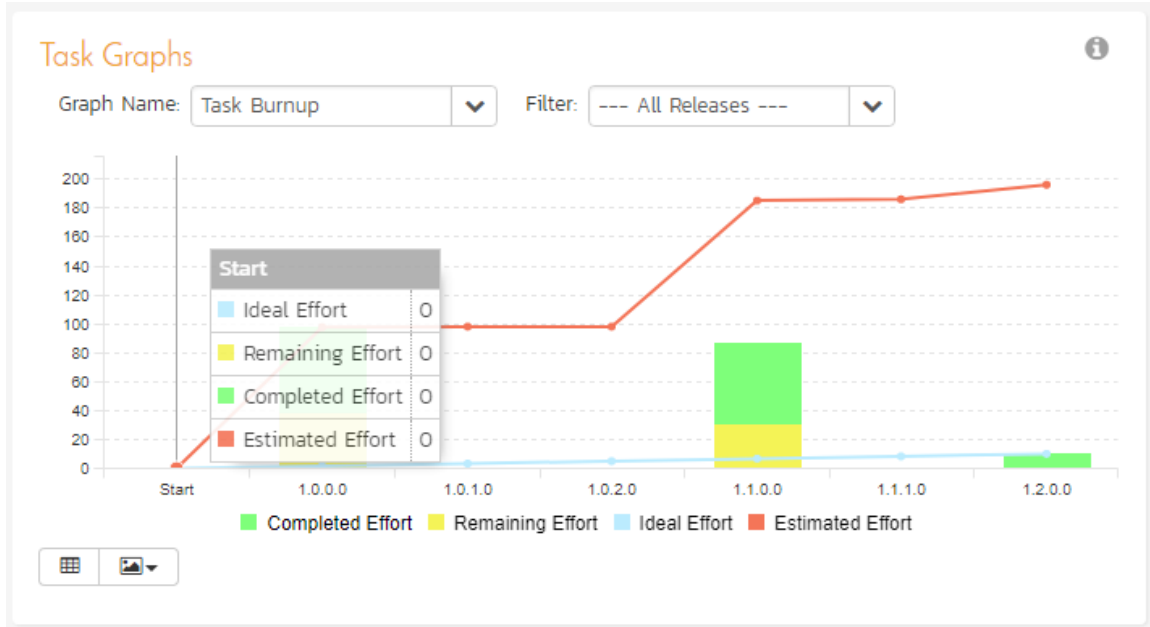 Task Graphs
Graph Name: Task Burnup Filter: --- All Releases ---
200
180
160
140
120
100
80
60
40
20
0
Start
Ideal Effort 0
Remaining Effort 0
Completed Effort 0
Estimated Effort 0
Start 1.0.0.0 1.0.1.0 1.0.2.0 1.1.0.0 1.1.1.0 1.2.0.0
Completed Effort Remaining Effort Ideal Effort Estimated Effort